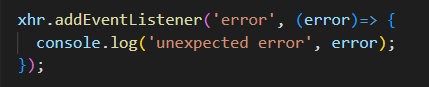 xhr.addEventListener('error', (error)=> {
  console.log('unexpected error', error);
});